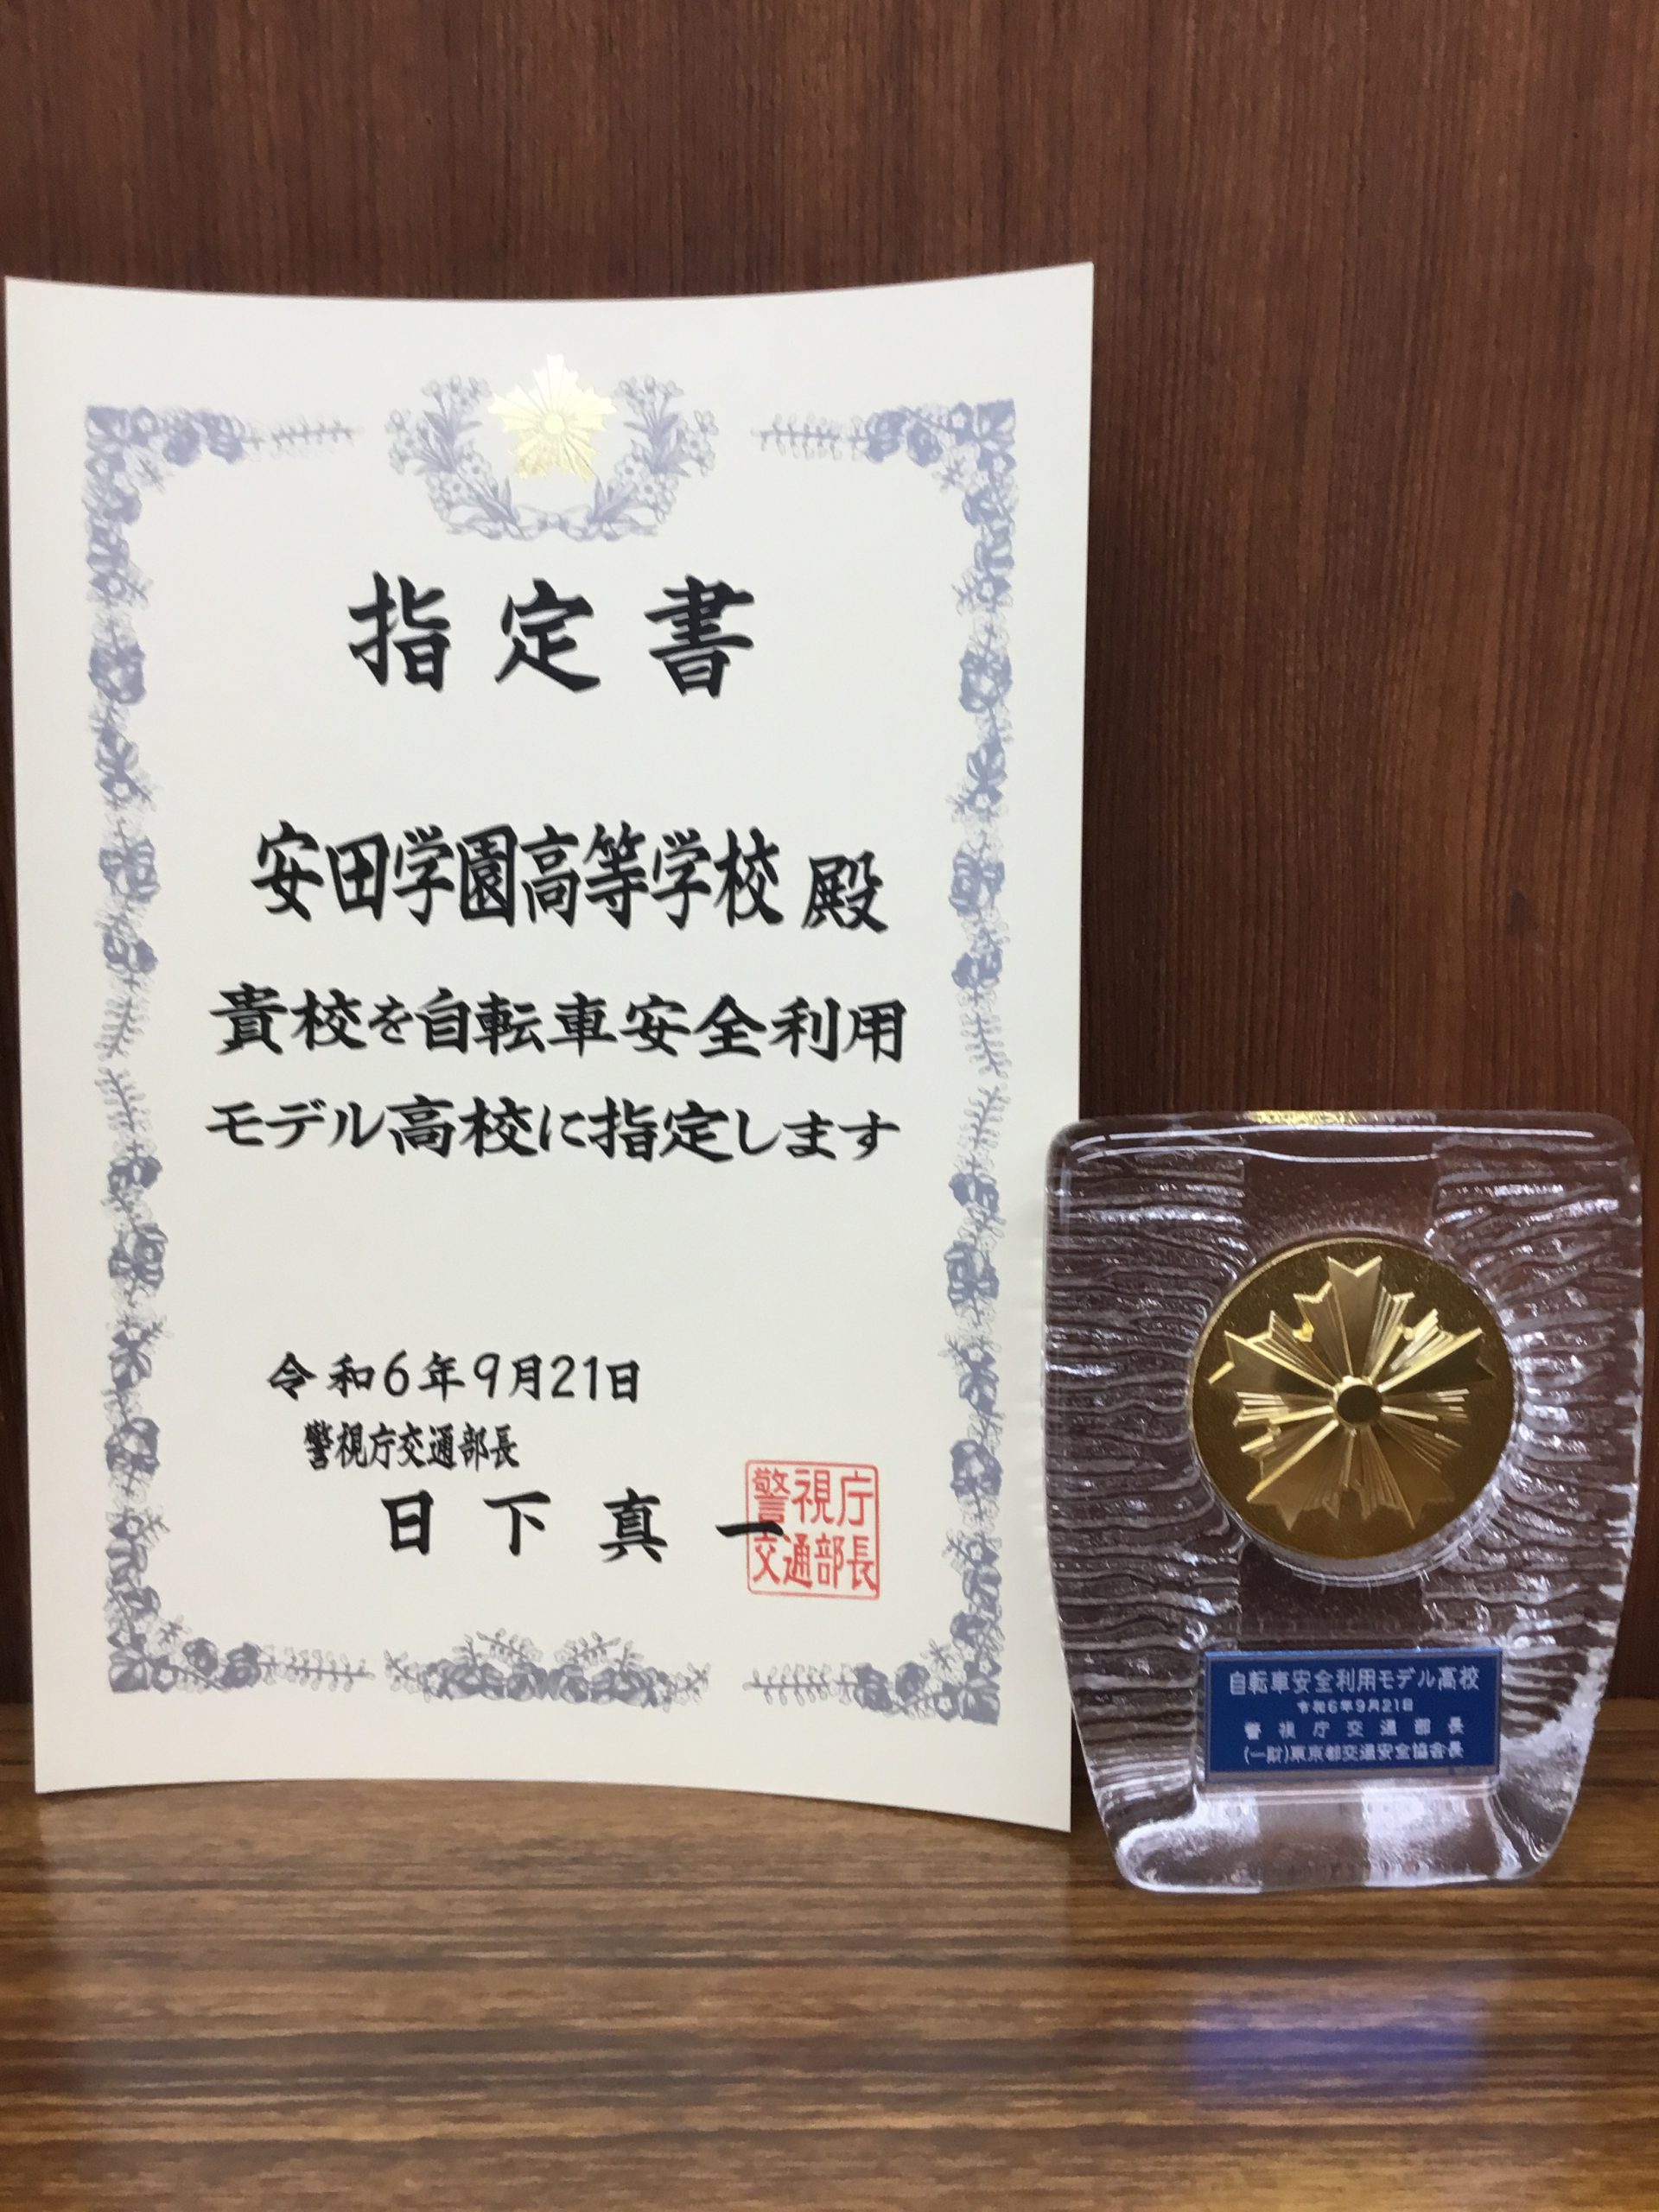 指定書
安田学園高等学校 殿
貴校を自転車安全利用
モデル高校に指定します
令和6年9月21日
警視庁交通部長
日下真一
警視庁
交通部長
自転車安全利用モデル高校
令和6年9月21日
警視庁交通部長
(一財)東京都交通安全協会長